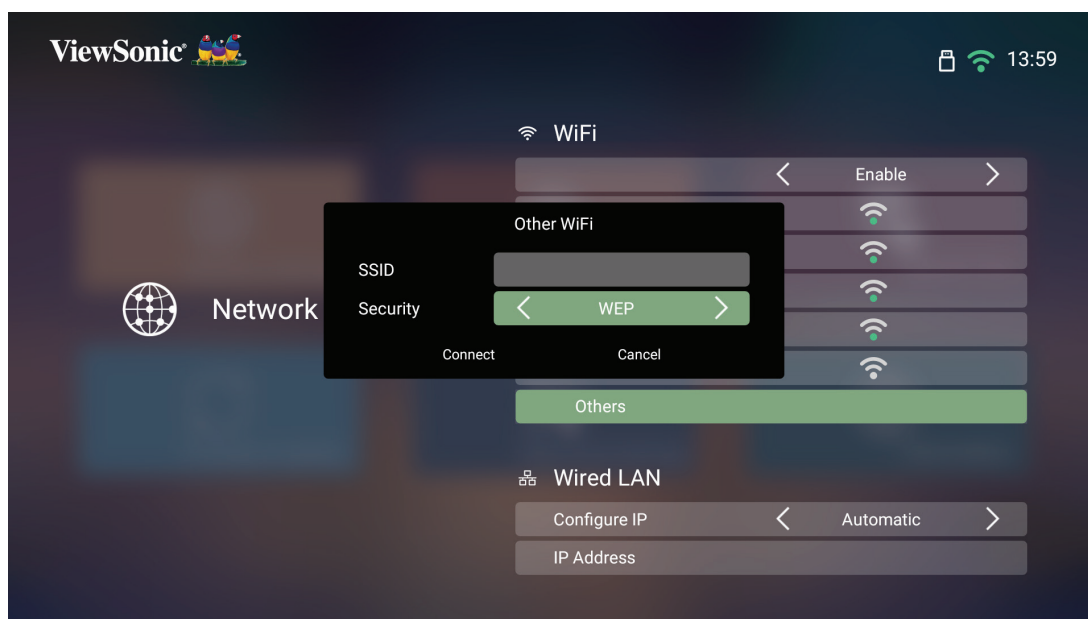 ViewSonic®
13:59
WiFi
Enable
Other WiFi
SSID
Security WEP
Network
Connect Cancel
Others
Wired LAN
Configure IP Automatic
IP Address